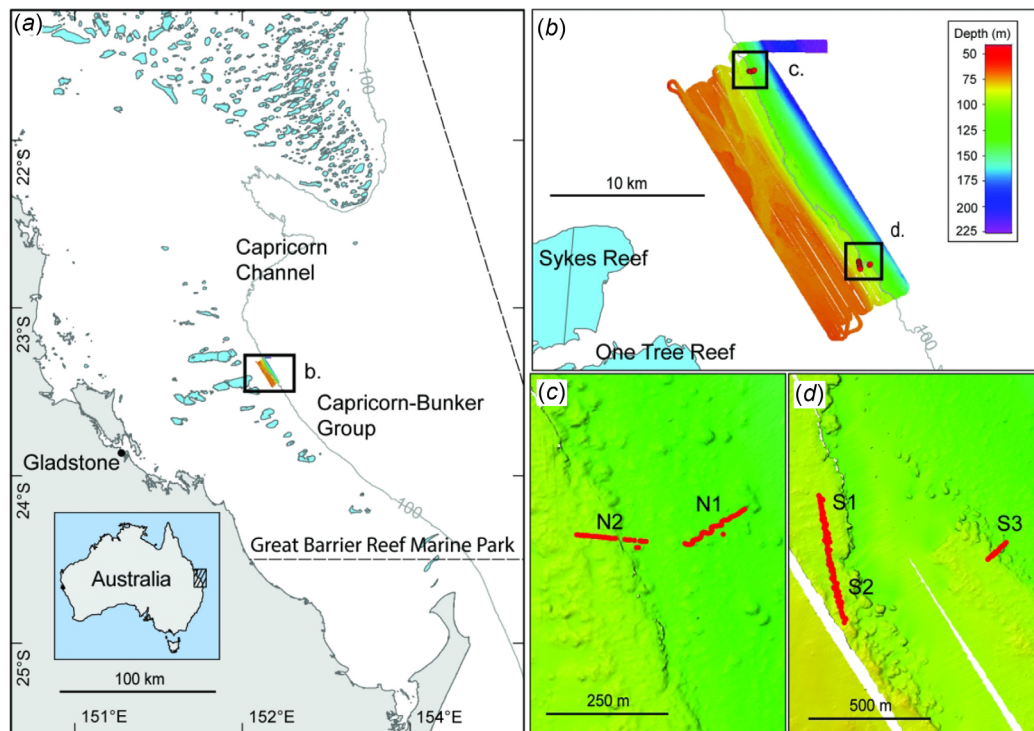 (a)
100
22°S
Capricorn
Channel
23°S
b.
Capricorn-Bunker
Group
Gladstone
24°S
100
Great Barrier Reef Marine Park
Australia
25°S
100 km
151°E
152°E
154°E
(b)
c.
Depth (m)
50
75
100
125
150
175
200
225
10 km
d.
Sykes Reef
100
One Tree Reef
(c)
N2
N1
250 m
(d)
S1
S3
S2
500 m